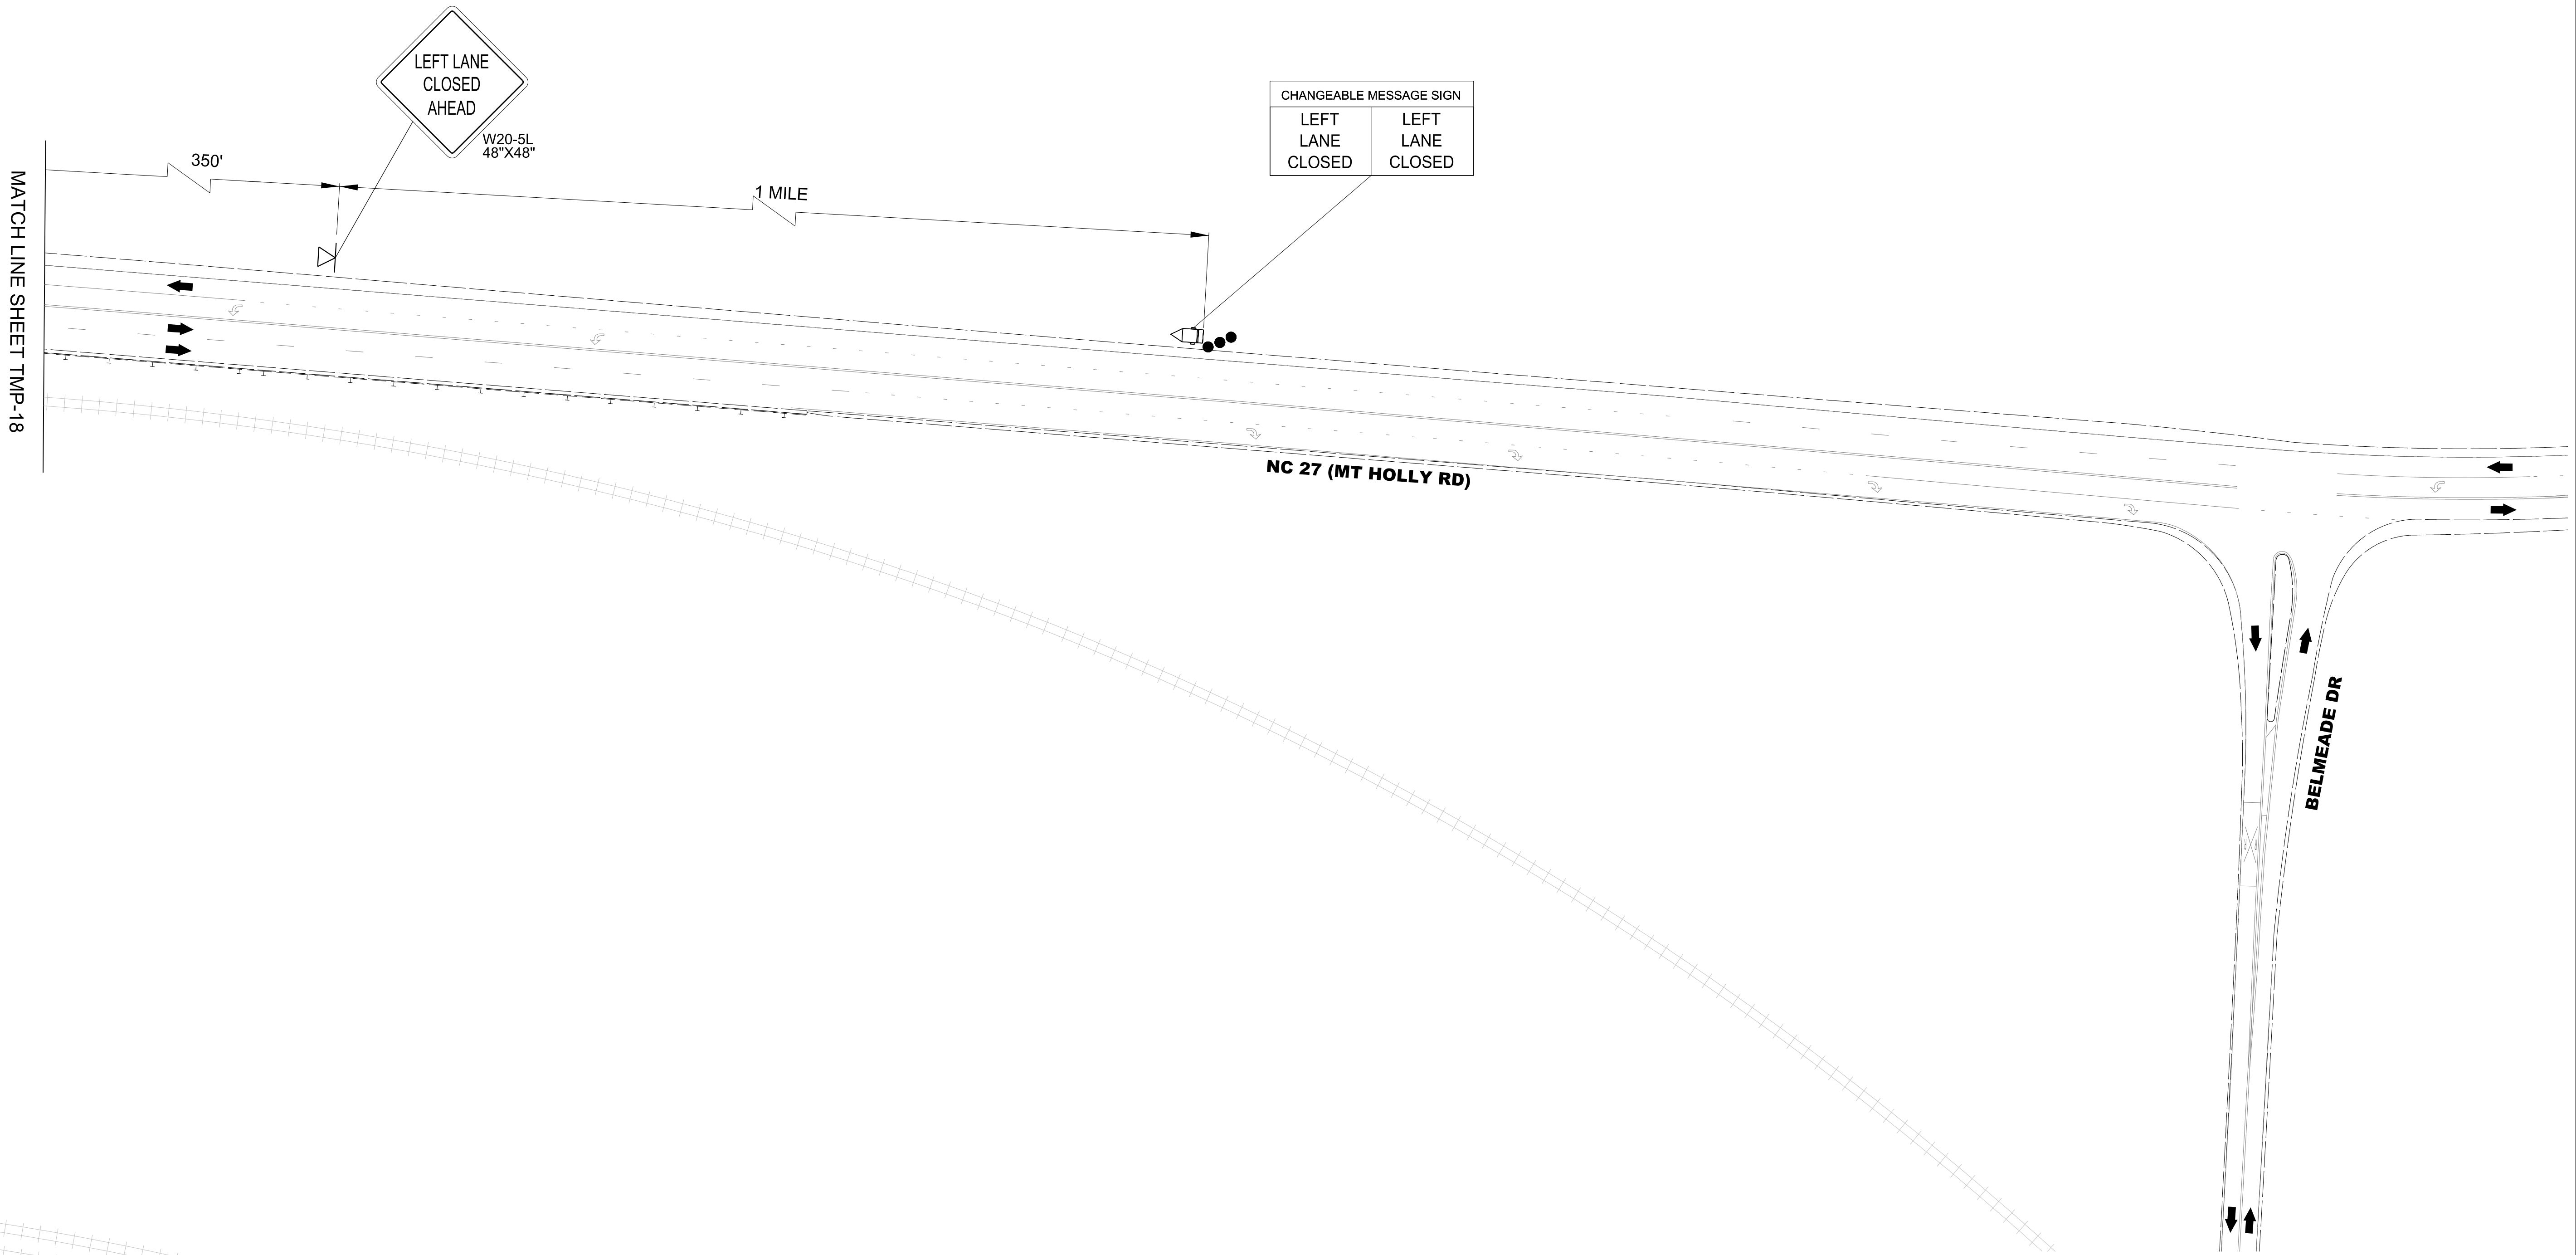 LEFT LANE
CLOSED
AHEAD
W20-5L
48"X48"
CHANGEABLE MESSAGE SIGN
LEFT LEFT
LANE LANE
CLOSED CLOSED
350'
1 MILE
MATCH LINE SHEET TMP-18
NC 27 (MT HOLLY RD)
BELMEADE DR